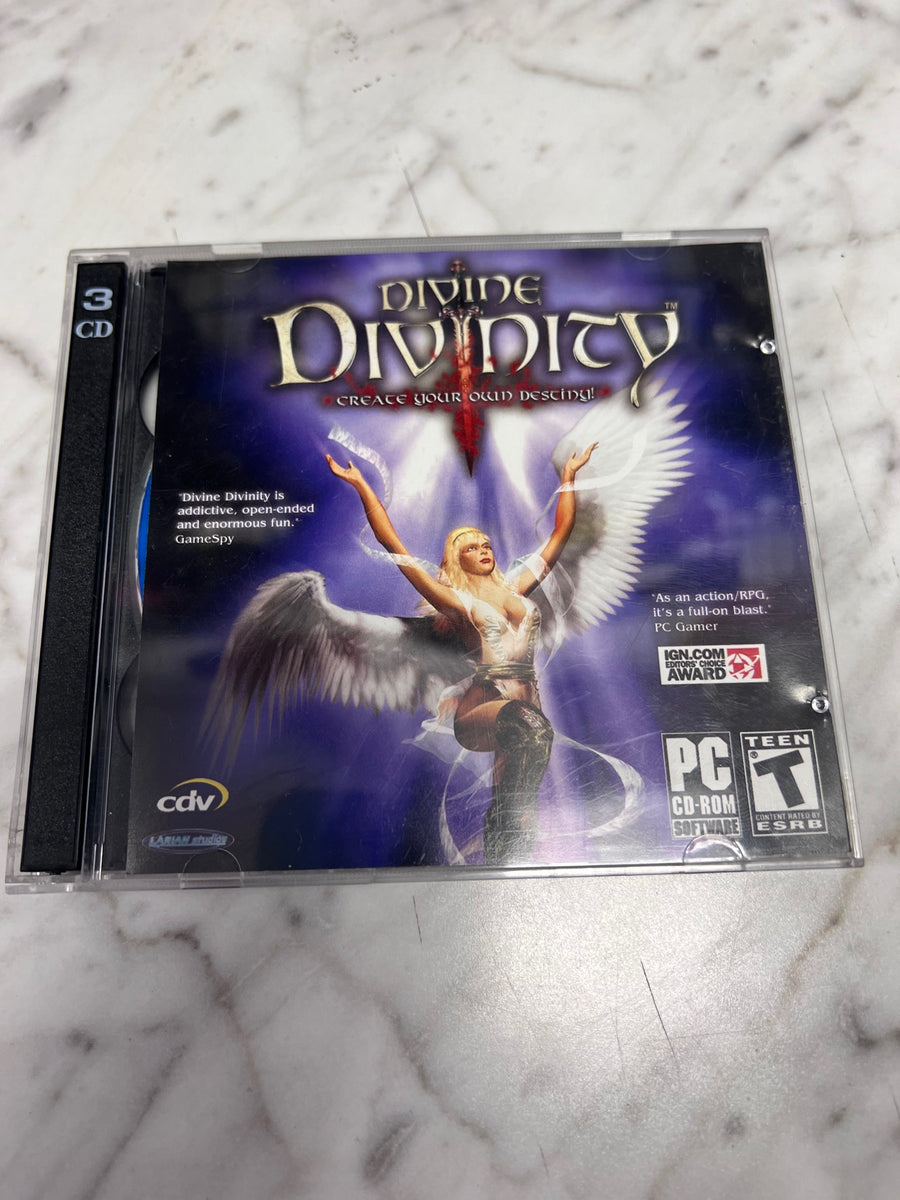 3
CD
DIVINE
DIVINITY™
CREATE YOUR OWN DESTINY!
"Divine Divinity is
addictive, open-ended
and enormous fun."
GameSpy
"As an action/RPG,
it's a full-on blast."
PC Gamer
IGN.COM
EDITORS' CHOICE
AWARD
cdv
LARIAN studios
PC
CD-ROM
SOFTWARE
TEEN
T
CONTENT RATED BY
ESRB